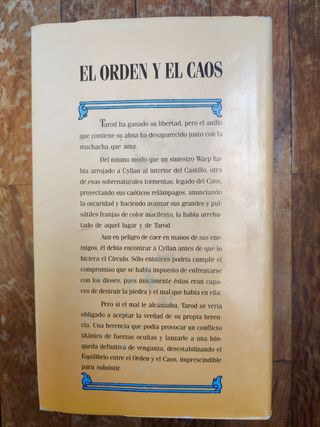 EL ORDEN Y EL CAOS
Tarod ha ganado su libertad, pero el anillo
que contiene su alma ha desaparecido junto con la
muchacha que ama.
Del mismo modo que un siniestro Warp ha-
bía arrojado a Cyllan al interior del Castillo, otra
de esas sobrenaturales tormentas, legado del Caos,
proyectando sus caóticos relámpagos, anunciando
la oscuridad y haciendo avanzar sus grandes y pul-
sátiles franjas de color macilento, la había arreba-
tado de aquel lugar y de Tarod.
Aun en peligro de caer en manos de sus ene-
migos, él debía encontrar a Cyllan antes de que lo
biciera el Círculo. Sólo entonces podría cumplir el
compromiso que se había impuesto de enfrentarse
con los dioses, pues únicamente éstos eran capa-
ces de destruir la piedra y el mal que había en ella.
Pero si el mal le alcanzaba, Tarod se vería
obligado a aceptar la verdad de su propia heren-
cia. Una herencia que podía provocar un conflicto
titánico de fuerzas ocultas y lanzarle a una bús-
queda definitiva de venganza, desestabilizando el
Equilibrio entre el Orden y el Caos, imprescindible
para subsistir.